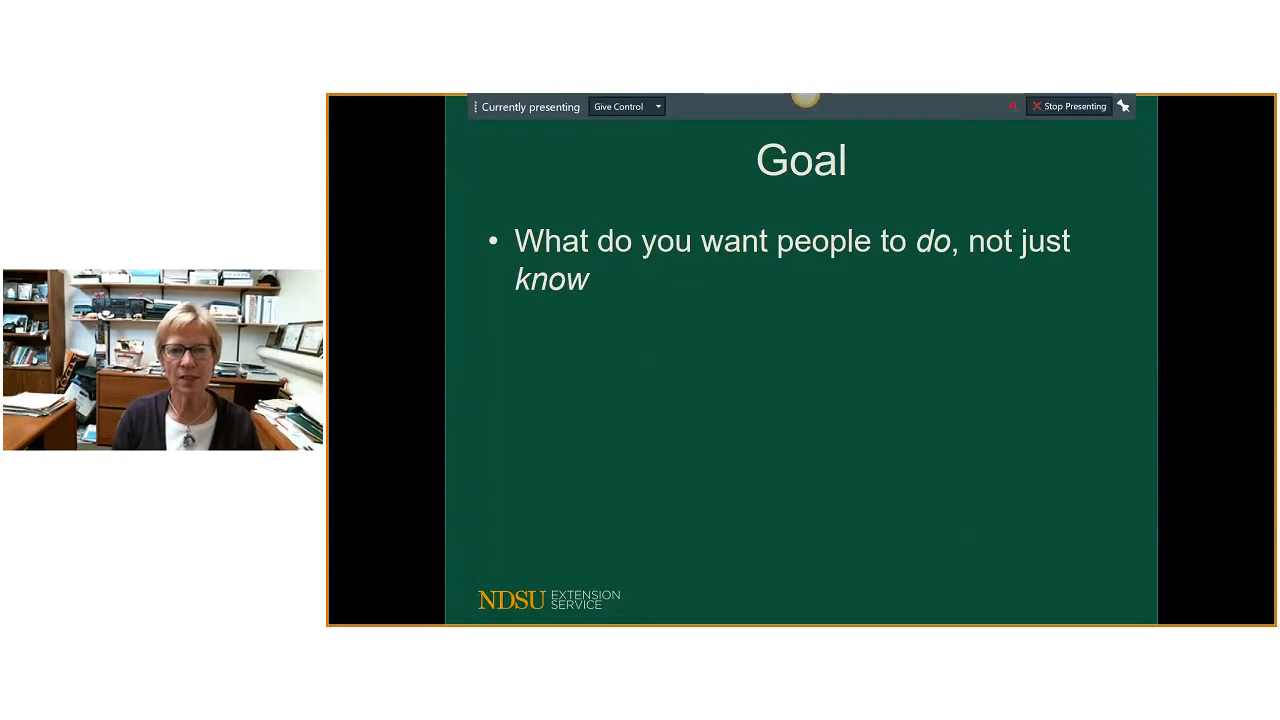 Currently presenting
Give Control
Stop Presenting
Goal
• What do you want people to do, not just
know
NDSU EXTENSION
SERVICE